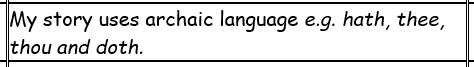 My story uses archaic language e.g. hath, thee,
thou and doth.